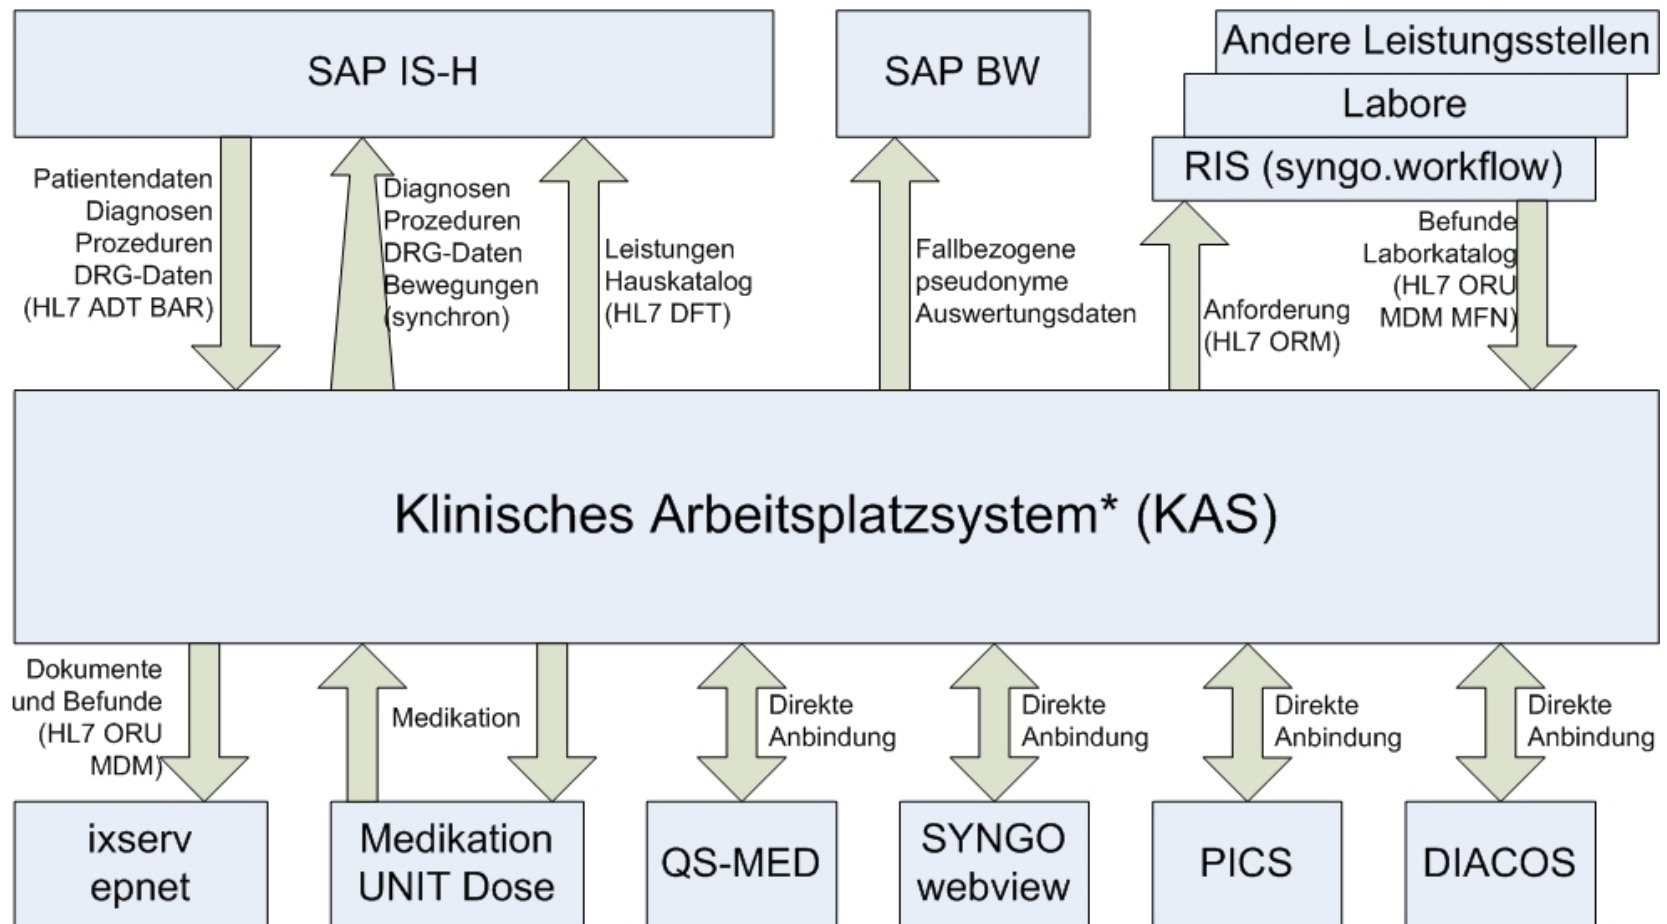 SAP IS-H
SAP BW
Andere Leistungsstellen
Labore
RIS (syngo.workflow)
Patientendaten
Diagnosen
Prozeduren
DRG-Daten
(HL7 ADT BAR)
Diagnosen
Prozeduren
DRG-Daten
Bewegungen
(synchron)
Leistungen
Hauskatalog
(HL7 DFT)
Fallbezogene
pseudonyme
Auswertungsdaten
Anforderung
(HL7 ORM)
Befunde
Laborkatalog
(HL7 ORU
MDM MFN)
Klinisches Arbeitsplatzsystem* (KAS)
Dokumente
und Befunde
(HL7 ORU
MDM)
Medikation
Direkte
Anbindung
Direkte
Anbindung
Direkte
Anbindung
Direkte
Anbindung
ixserv
epnet
Medikation
UNIT Dose
QS-MED
SYNGO
webview
PICS
DIACOS